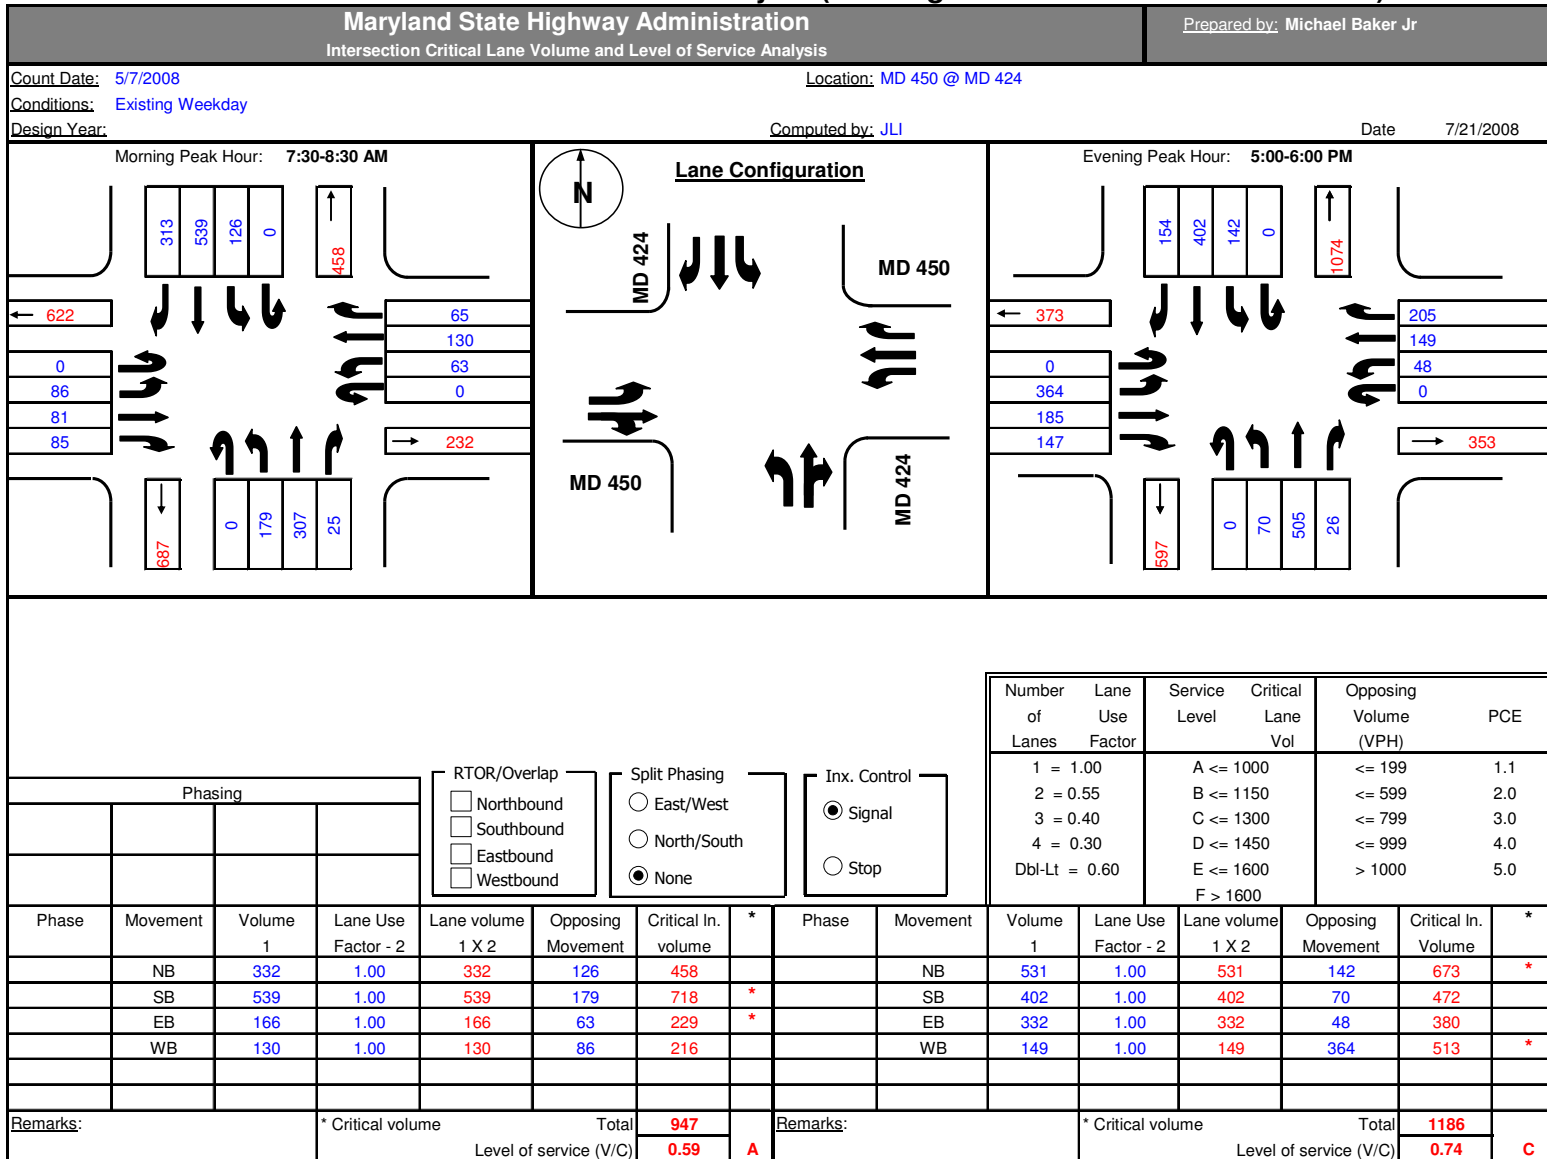 Maryland State Highway Administration
Intersection Critical Lane Volume and Level of Service Analysis
Prepared by: Michael Baker Jr
Count Date: 5/7/2008
Location: MD 450 @ MD 424
Conditions: Existing Weekday
Design Year:
Computed by: JLI
Date 7/21/2008
Morning Peak Hour: 7:30-8:30 AM
313 539 126 0
458
622
65
130
63
0
0
86
81
85
232
687
0 179 307 25
N
Lane Configuration
MD 424
MD 450
MD 450
MD 424
Evening Peak Hour: 5:00-6:00 PM
154 402 142 0
1074
373
205
149
48
0
0
364
185
147
353
597
0 70 505 26
Number of Lanes Lane Use Factor Service Level Critical Lane Vol Opposing Volume (VPH) PCE
1 = 1.00 A <= 1000 <= 199 1.1
2 = 0.55 B <= 1150 <= 599 2.0
3 = 0.40 C <= 1300 <= 799 3.0
4 = 0.30 D <= 1450 <= 999 4.0
Dbl-Lt = 0.60 E <= 1600 > 1000 5.0
F > 1600
Phasing
RTOR/Overlap
Northbound
Southbound
Eastbound
Westbound
Split Phasing
East/West
North/South
None
Inx. Control
Signal
Stop
Phase Movement Volume 1 Lane Use Factor - 2 Lane volume 1 X 2 Opposing Movement Critical ln. volume *
NB 332 1.00 332 126 458
SB 539 1.00 539 179 718 *
EB 166 1.00 166 63 229 *
WB 130 1.00 130 86 216
Remarks: * Critical volume Total 947
Level of service (V/C) 0.59 A
Phase Movement Volume 1 Lane Use Factor - 2 Lane volume 1 X 2 Opposing Movement Critical ln. Volume *
NB 531 1.00 531 142 673 *
SB 402 1.00 402 70 472
EB 332 1.00 332 48 380
WB 149 1.00 149 364 513 *
Remarks: * Critical volume Total 1186
Level of service (V/C) 0.74 C